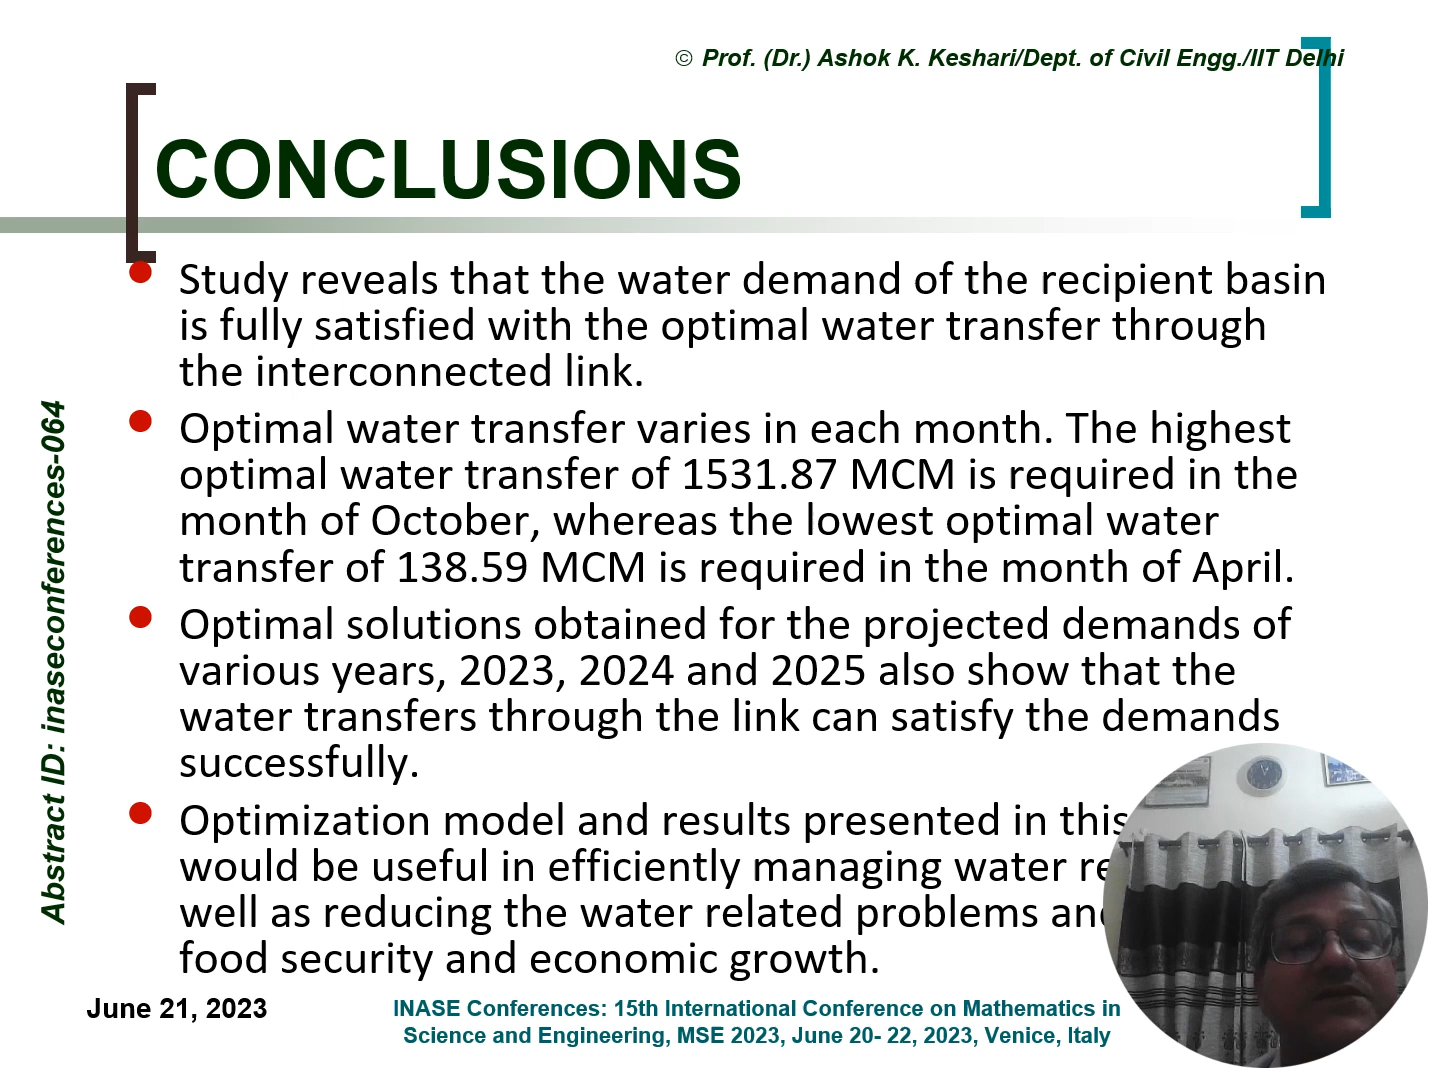 © Prof. (Dr.) Ashok K. Keshari/Dept. of Civil Engg./IIT Delhi
CONCLUSIONS
Study reveals that the water demand of the recipient basin
is fully satisfied with the optimal water transfer through
the interconnected link.
Optimal water transfer varies in each month. The highest
optimal water transfer of 1531.87 MCM is required in the
month of October, whereas the lowest optimal water
transfer of 138.59 MCM is required in the month of April.
Optimal solutions obtained for the projected demands of
various years, 2023, 2024 and 2025 also show that the
water transfers through the link can satisfy the demands
successfully.
Optimization model and results presented in this
would be useful in efficiently managing water
well as reducing the water related problems
food security and economic growth.
Abstract ID: inaseconferences-064
June 21, 2023
INASE Conferences: 15th International Conference on Mathematics in
Science and Engineering, MSE 2023, June 20- 22, 2023, Venice, Italy